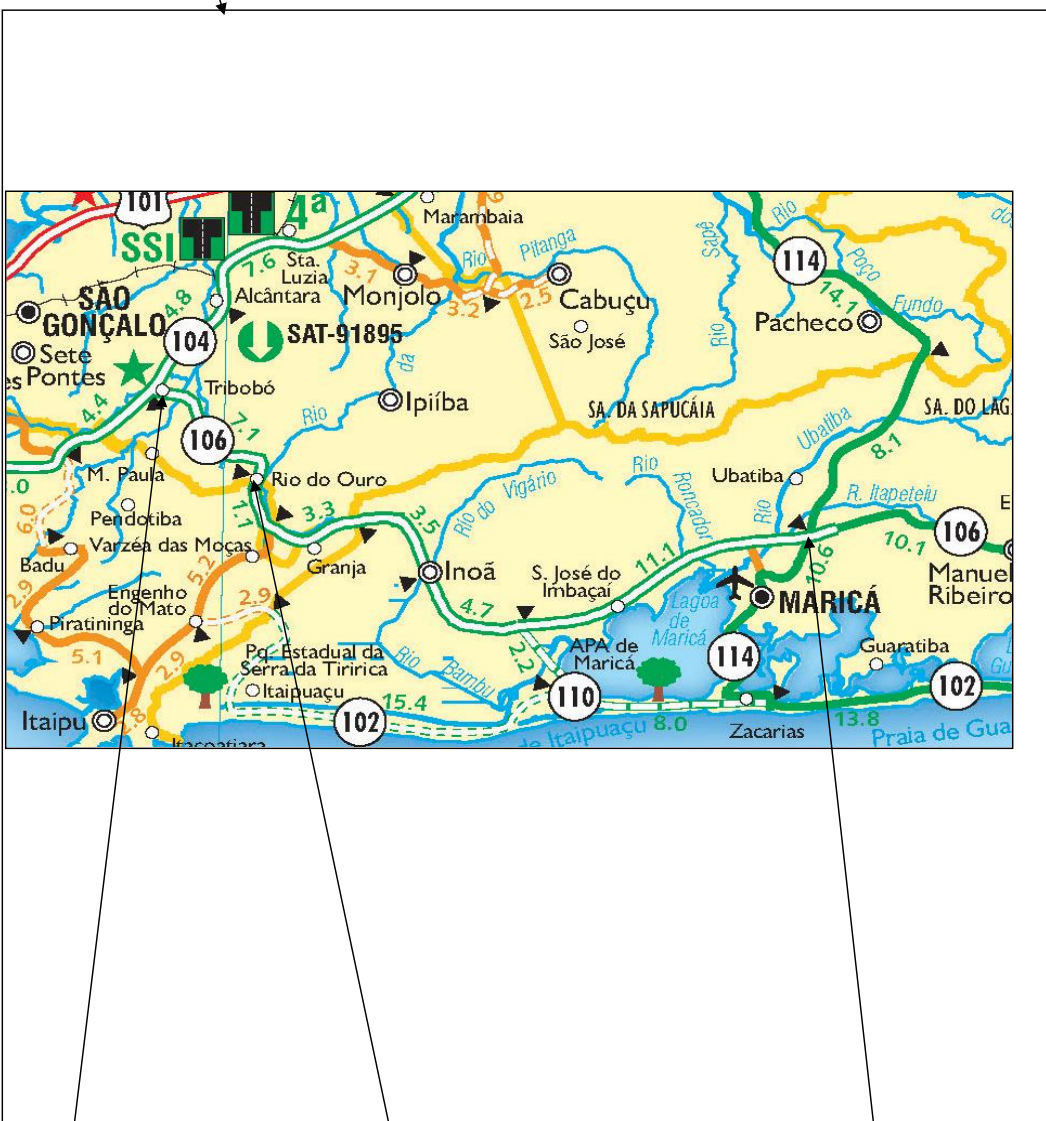 101
4ª
Marambaia
SSI
7.6
Sta.
Luzia
3.1
Rio
Pitanga
Sapê
Rio
114
Poço
14.1
Fundo
SÃO
GONÇALO
4.8
Alcântara
Monjolo
3.2
2.5
Cabuçu
Pacheco
104
SAT-91895
São José
Rio
Sete
Pontes
es
Tribobó
da
Ipiíba
SA. DA SAPUCÁIA
SA. DO LAG
4.4
106
7.1
Rio
Ubatiba
8.1
.0
M. Paula
Rio do Ouro
Rio do Vigário
Rio
Roncador
Ubatiba
R. Itapeteiu
6.0
Pendotiba
1.1
3.3
3.5
Rio
106
E
Varzéa das Moças
Badu
Granja
11.1
10.6
10.1
2.9
5.2
Inoã
S. José do
Imbaçaí
Manuel
Ribeiro
Engenho
do Mato
2.9
4.7
Lagoa
de
Maricá
MARICÁ
Piratininga
5.1
2.9
Pq. Estadual da
Serra da Tiririca
Rio
Bambu
2.2
APA de
Maricá
114
Guaratiba
Itaipuaçu
15.4
110
102
Itaipu
102
de Itaipuaçu
8.0
Zacarias
13.8
Praia de Gua
Itacoatiara